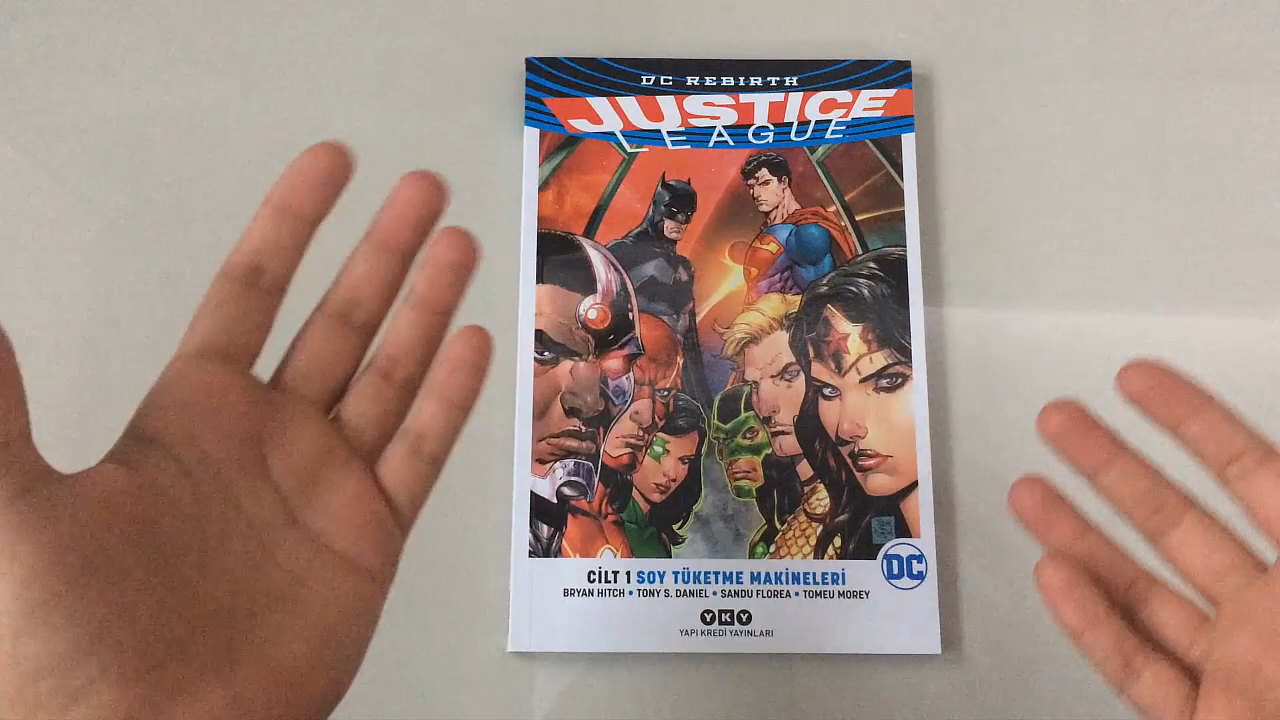 DC REBIRTH
JUSTICE
LEAGUE
CİLT 1 SOY TÜKETME MAKİNELERİ
BRYAN HITCH • TONY S. DANIEL • SANDU FLOREA • TOMEU MOREY
DC
YKY
YAPI KREDİ YAYINLARI